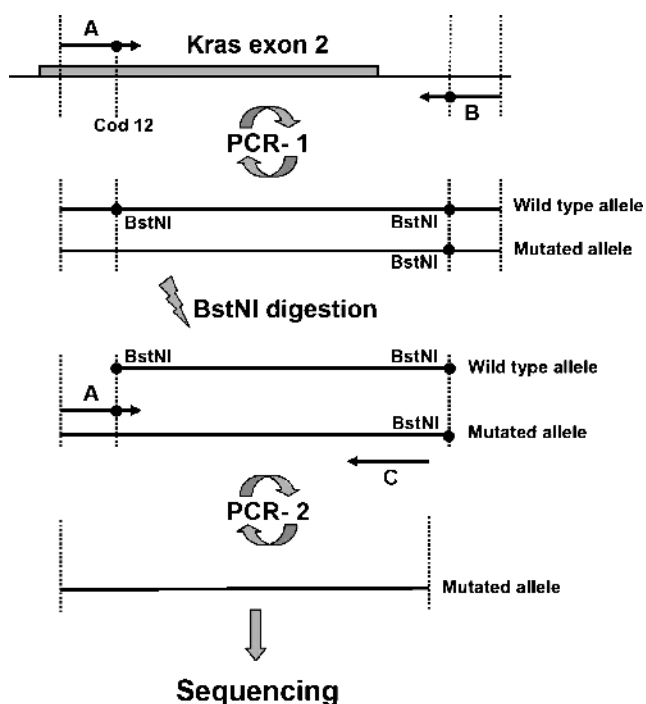 A
Kras exon 2
Cod 12
B
PCR- 1
Wild type allele
BstNI
BstNI
Mutated allele
BstNI
BstNI digestion
BstNI
BstNI
Wild type allele
A
BstNI
Mutated allele
C
PCR- 2
Mutated allele
Sequencing